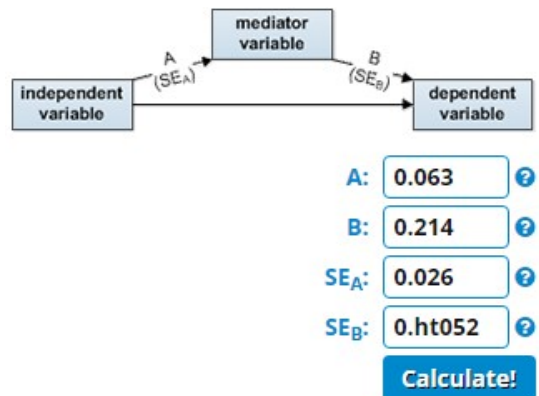 mediator
variable
A
(SEA)
B
(SEB)
independent
variable
dependent
variable
A: 0.063 ?
B: 0.214 ?
SEA: 0.026 ?
SEB: 0.ht052 ?
Calculate!